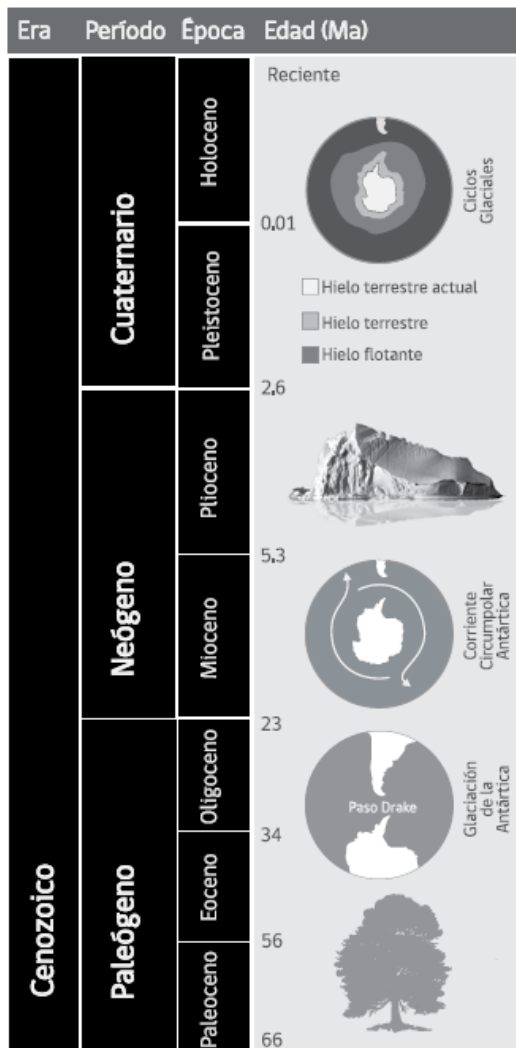 Era Período Época Edad (Ma)
Reciente
Holoceno
Ciclos
Glaciales
0.01
Cuaternario
Pleistoceno
Hielo terrestre actual
Hielo terrestre
Hielo flotante
2.6
Plioceno
5.3
Neógeno
Mioceno
Corriente
Circumpolar
Antártica
23
Oligoceno
Paso Drake
Glaciación
de la
Antártica
34
Cenozoico
Paleógeno
Eoceno
56
Paleoceno
66